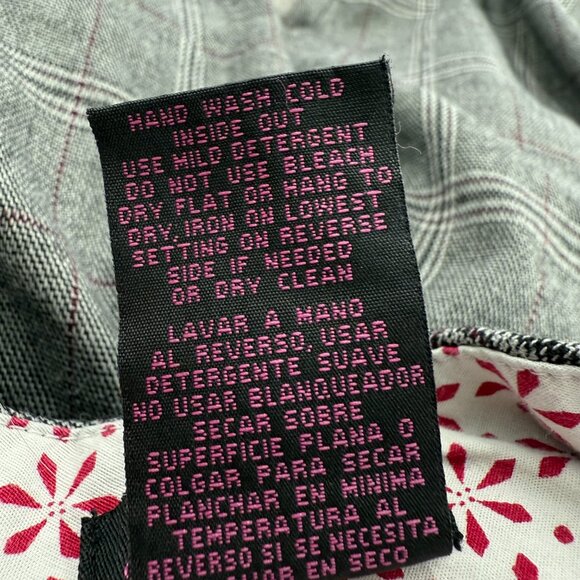 HAND WASH COLD
INSIDE OUT
USE MILD DETERGENT
DO NOT USE BLEACH
DRY FLAT OR HANG TO
DRY, IRON ON LOWEST
SETTING ON REVERSE
SIDE IF NEEDED
OR DRY CLEAN
LAVAR A MANO
AL REVERSO, USAR
DETERGENTE SUAVE
NO USAR BLANQUEADOR
SECAR SOBRE
SUPERFICIE PLANA O
COLGAR PARA SECAR
PLANCHAR EN MINIMA
TEMPERATURA AL
REVERSO SI SE NECESITA
EN SECO